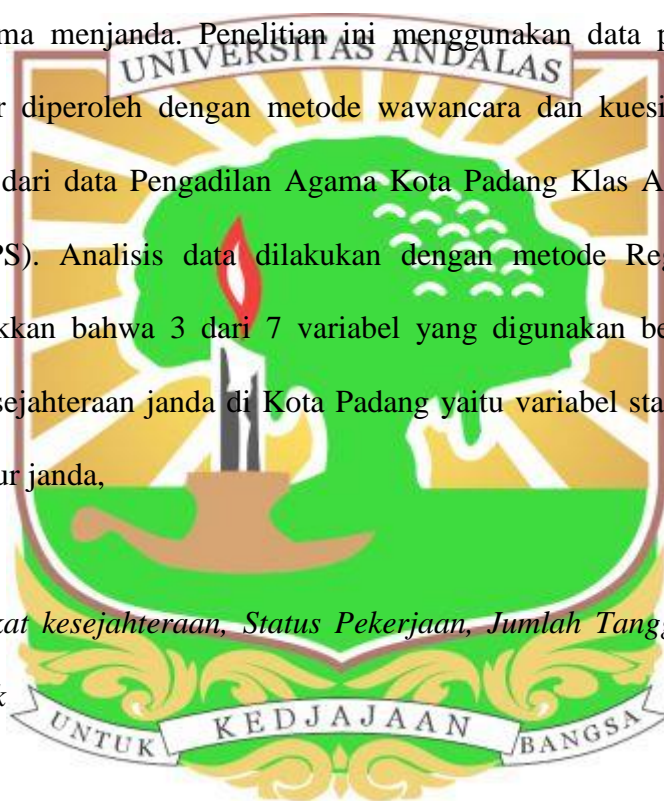 ma menjanda. Penelitian ini menggunakan data p
UNIVERSITAS ANDALAS
r diperoleh dengan metode wawancara dan kuesi
dari data Pengadilan Agama Kota Padang Klas A
PS). Analisis data dilakukan dengan metode Reg
kkan bahwa 3 dari 7 variabel yang digunakan be
sejahteraan janda di Kota Padang yaitu variabel sta
ur janda,
kat kesejahteraan, Status Pekerjaan, Jumlah Tangg
k
UNTUK KEDJAJAAN BANGSA